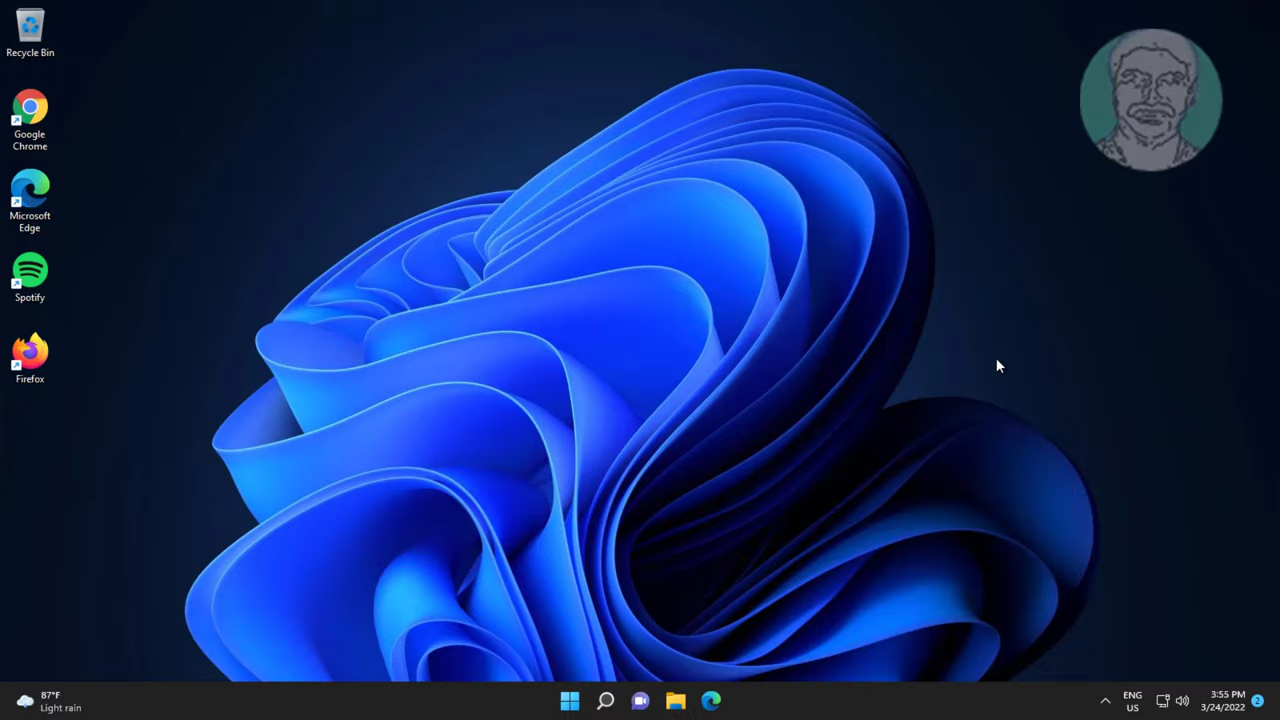 Recycle Bin
Google
Chrome
Microsoft
Edge
Spotify
Firefox
87°F
Light rain
ENG
US
3:55 PM
3/24/2022
2